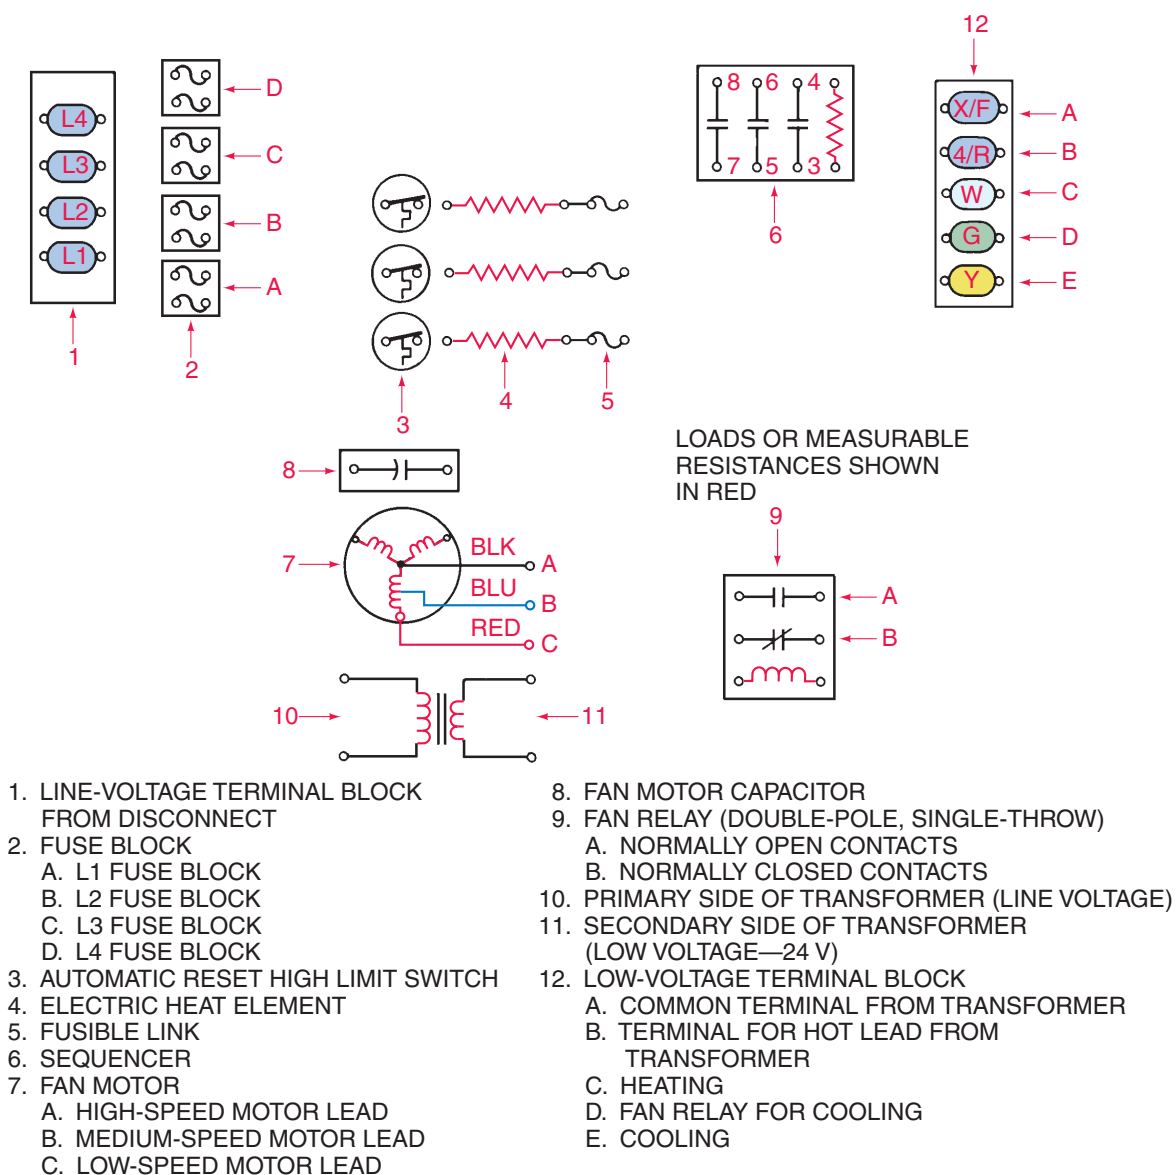 12
L4
L3
L2
L1
D
C
B
A
1
2
8 6 4
7 5 3
6
X/F
4/R
W
G
Y
A
B
C
D
E
3
4
5
LOADS OR MEASURABLE
RESISTANCES SHOWN
IN RED
8
7
BLK A
BLU B
RED C
9
A
B
10
11
1. LINE-VOLTAGE TERMINAL BLOCK
FROM DISCONNECT
2. FUSE BLOCK
A. L1 FUSE BLOCK
B. L2 FUSE BLOCK
C. L3 FUSE BLOCK
D. L4 FUSE BLOCK
3. AUTOMATIC RESET HIGH LIMIT SWITCH
4. ELECTRIC HEAT ELEMENT
5. FUSIBLE LINK
6. SEQUENCER
7. FAN MOTOR
A. HIGH-SPEED MOTOR LEAD
B. MEDIUM-SPEED MOTOR LEAD
C. LOW-SPEED MOTOR LEAD
8. FAN MOTOR CAPACITOR
9. FAN RELAY (DOUBLE-POLE, SINGLE-THROW)
A. NORMALLY OPEN CONTACTS
B. NORMALLY CLOSED CONTACTS
10. PRIMARY SIDE OF TRANSFORMER (LINE VOLTAGE)
11. SECONDARY SIDE OF TRANSFORMER
(LOW VOLTAGE—24 V)
12. LOW-VOLTAGE TERMINAL BLOCK
A. COMMON TERMINAL FROM TRANSFORMER
B. TERMINAL FOR HOT LEAD FROM
TRANSFORMER
C. HEATING
D. FAN RELAY FOR COOLING
E. COOLING